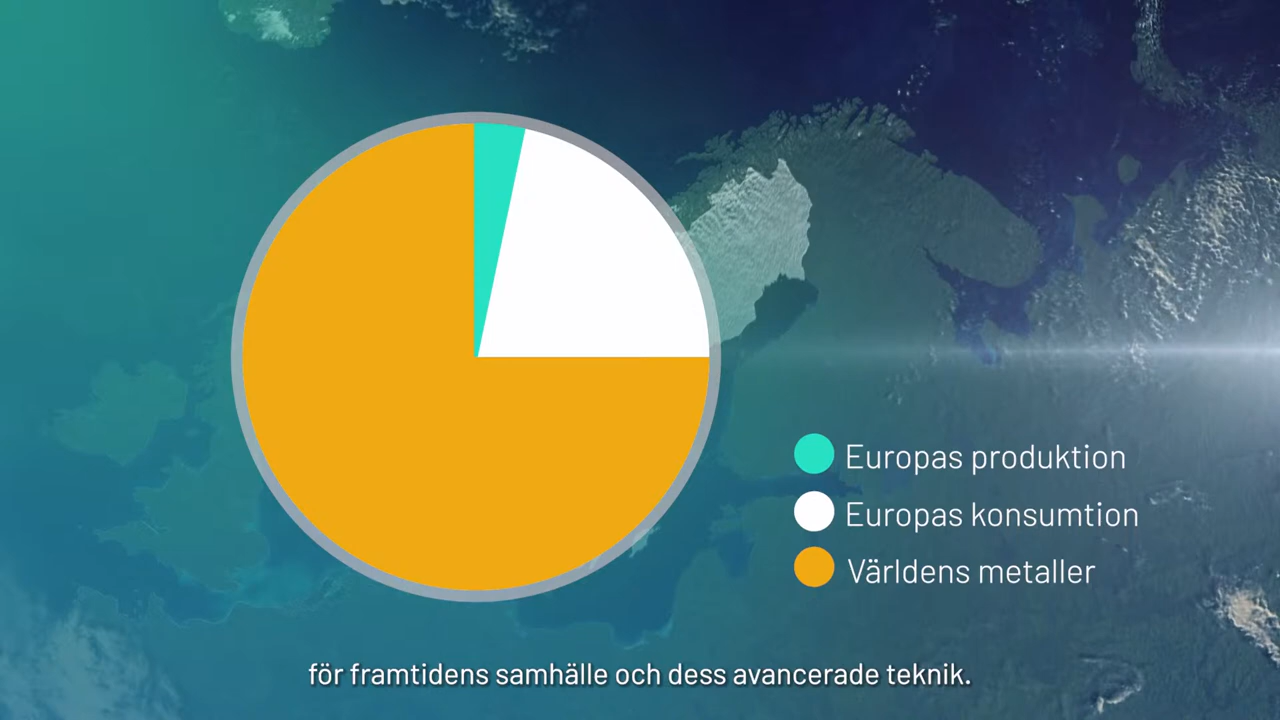 Europas produktion
Europas konsumtion
Världens metaller
för framtidens samhälle och dess avancerade teknik.